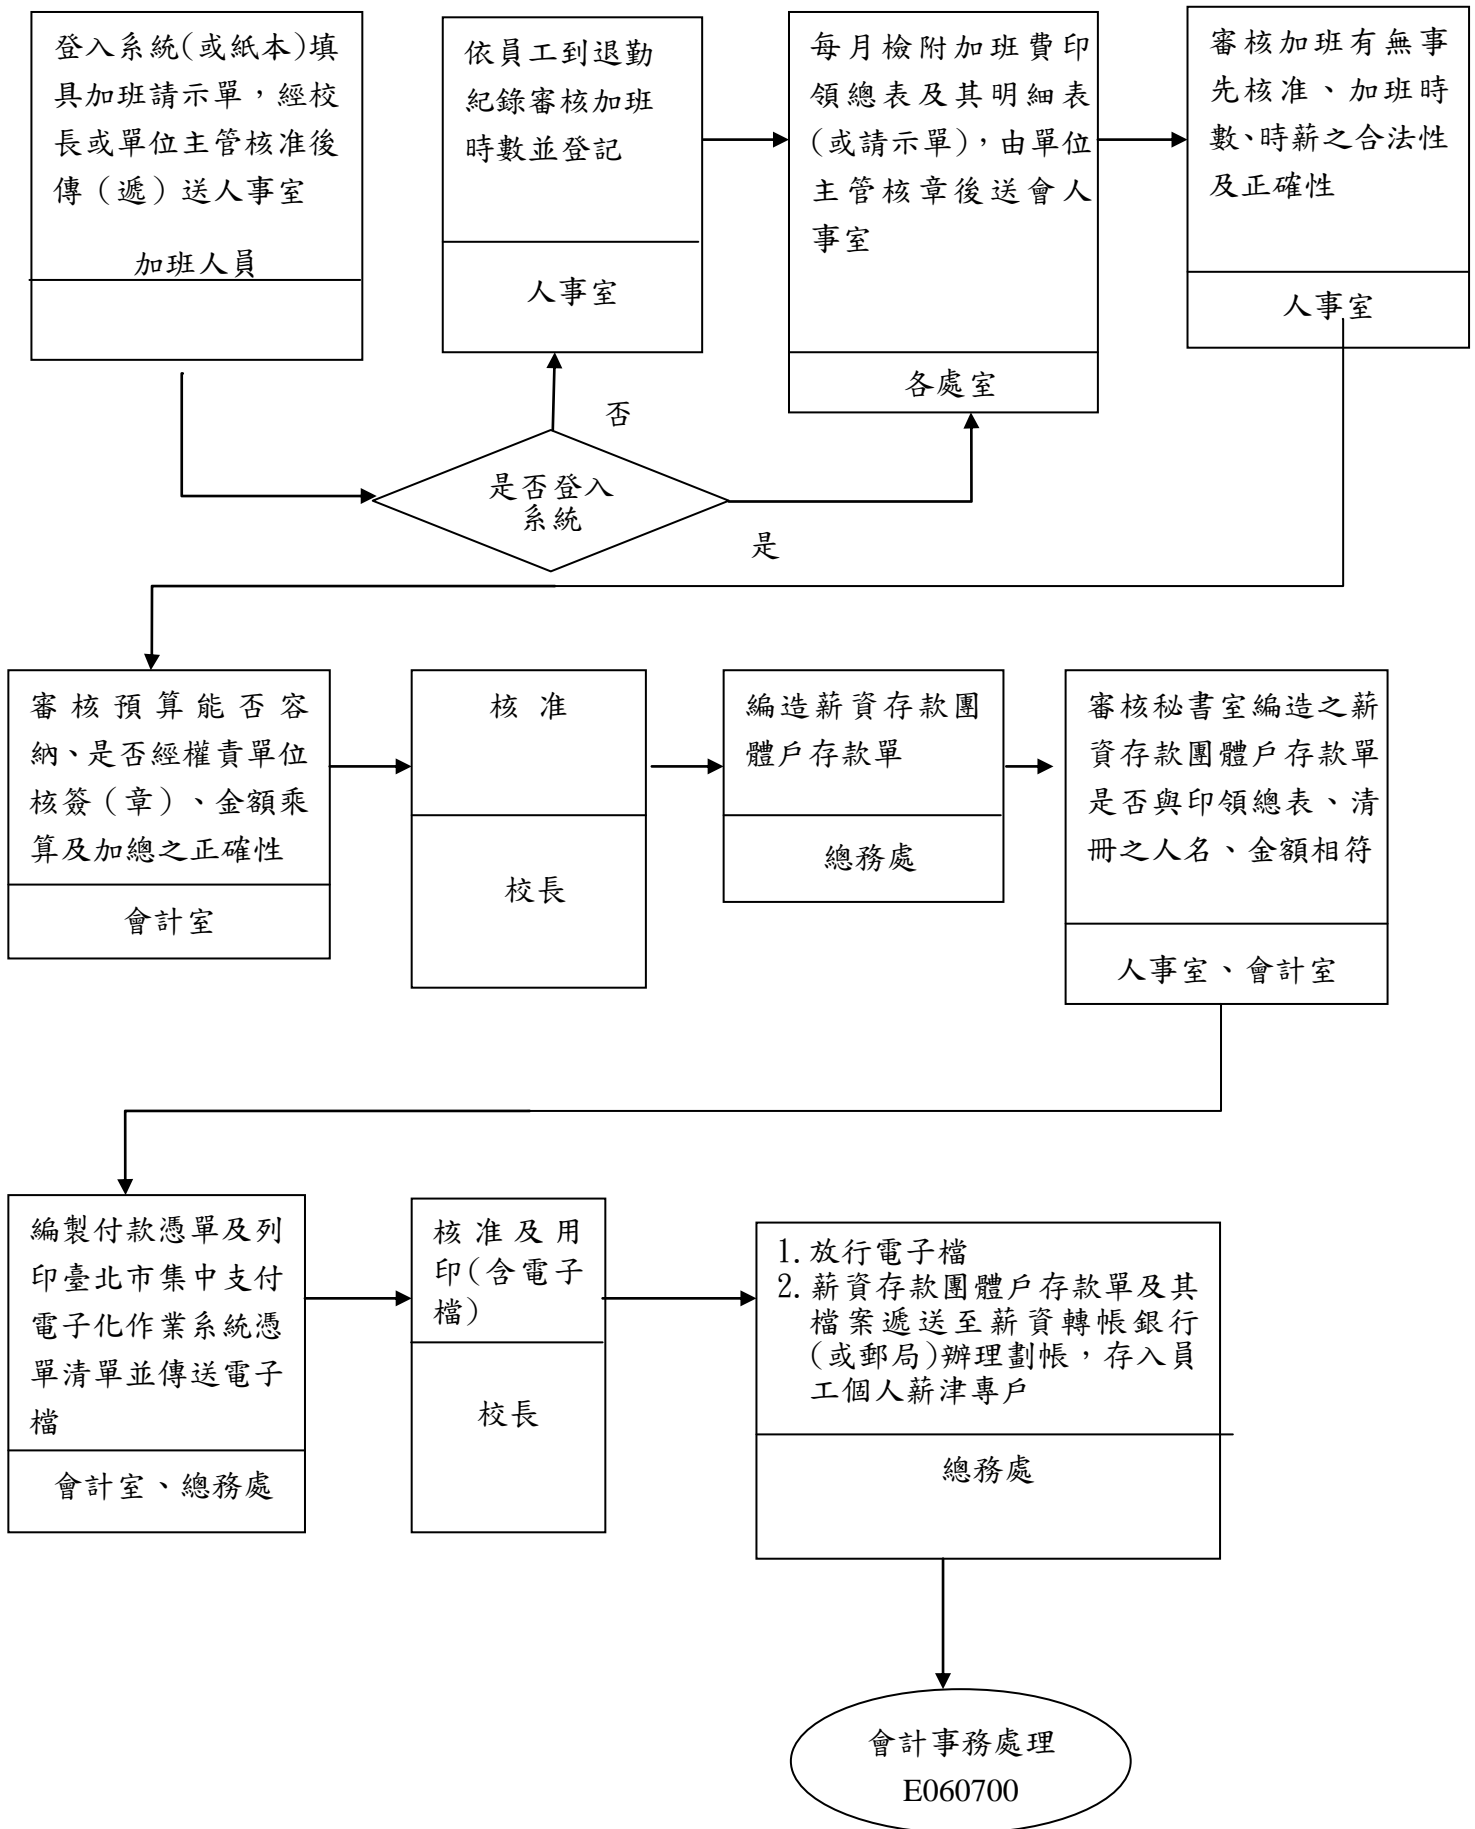 登入系統(或紙本)填
具加班請示單，經校
長或單位主管核准後
傳（遞）送人事室
加班人員
依員工到退勤
紀錄審核加班
時數並登記
人事室
每月檢附加班費印
領總表及其明細表
(或請示單)，由單位
主管核章後送會人
事室
各處室
審核加班有無事
先核准、加班時
數、時薪之合法性
及正確性
人事室
否
是否登入
系統
是
審核預算能否容
納、是否經權責單位
核簽（章）、金額乘
算及加總之正確性
會計室
核准
校長
編造薪資存款團
體戶存款單
總務處
審核秘書室編造之薪
資存款團體戶存款單
是否與印領總表、清
冊之人名、金額相符
人事室、會計室
編製付款憑單及列
印臺北市集中支付
電子化作業系統憑
單清單並傳送電子
檔
會計室、總務處
核准及用
印(含電子
檔)
校長
1.放行電子檔
2.薪資存款團體戶存款單及其
檔案遞送至薪資轉帳銀行
(或郵局)辦理劃帳，存入員
工個人薪津專戶
總務處
會計事務處理
E060700